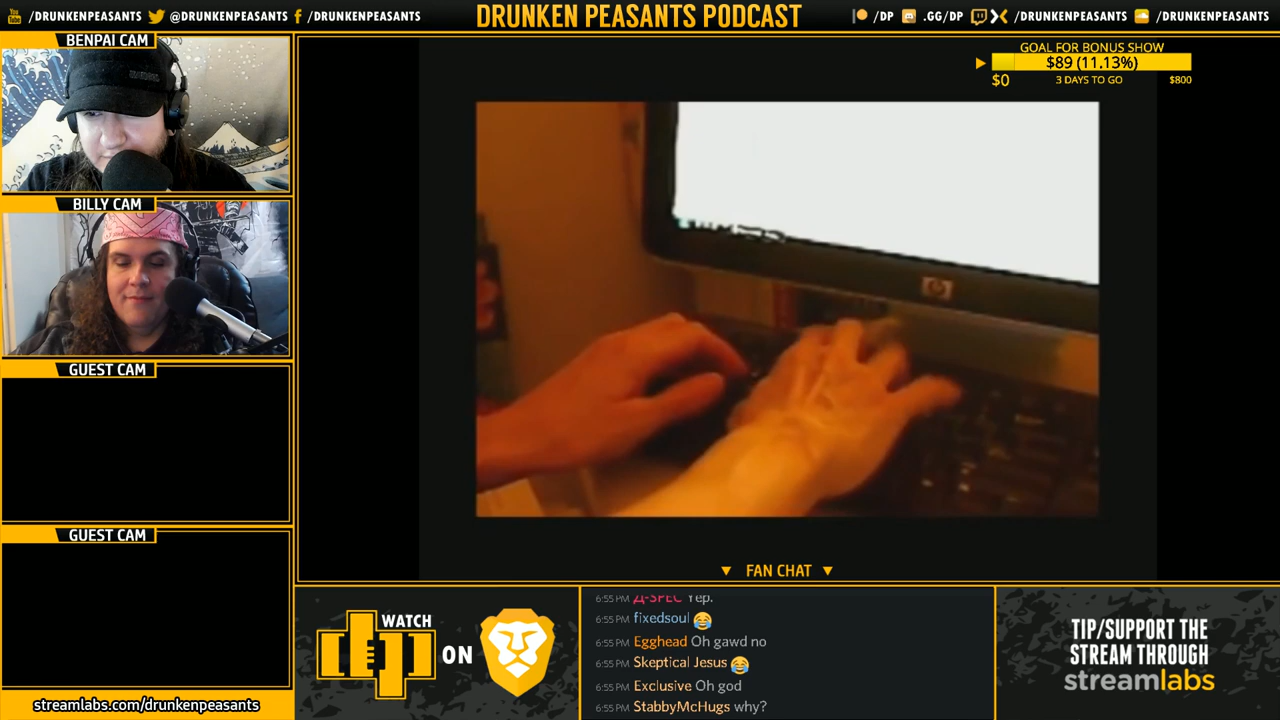 You Tube /DRUNKENPEASANTS @DRUNKENPEASANTS /DRUNKENPEASANTS
DRUNKEN PEASANTS PODCAST
/DP .GG/DP /DRUNKENPEASANTS /DRUNKENPEASANTS
BENPAI CAM
GOAL FOR BONUS SHOW
$89 (11.13%)
$0 3 DAYS TO GO $800
BILLY CAM
hp
GUEST CAM
GUEST CAM
FAN CHAT
6:55 PM Д-SPEC Yep.
6:55 PM fixedsoul 😂
6:55 PM Egghead Oh gawd no
6:55 PM Skeptical Jesus 😂
6:55 PM Exclusive Oh god
6:55 PM StabbyMcHugs why?
WATCH
ON
TIP/SUPPORT THE
STREAM THROUGH
streamlabs
streamlabs.com/drunkenpeasants